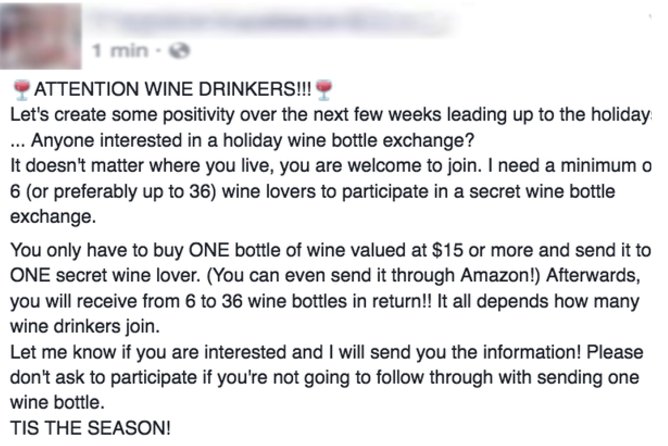 1 min ·
🍷ATTENTION WINE DRINKERS!!!🍷
Let's create some positivity over the next few weeks leading up to the holiday
... Anyone interested in a holiday wine bottle exchange?
It doesn't matter where you live, you are welcome to join. I need a minimum o
6 (or preferably up to 36) wine lovers to participate in a secret wine bottle
exchange.
You only have to buy ONE bottle of wine valued at $15 or more and send it to
ONE secret wine lover. (You can even send it through Amazon!) Afterwards,
you will receive from 6 to 36 wine bottles in return!! It all depends how many
wine drinkers join.
Let me know if you are interested and I will send you the information! Please
don't ask to participate if you're not going to follow through with sending one
wine bottle.
TIS THE SEASON!